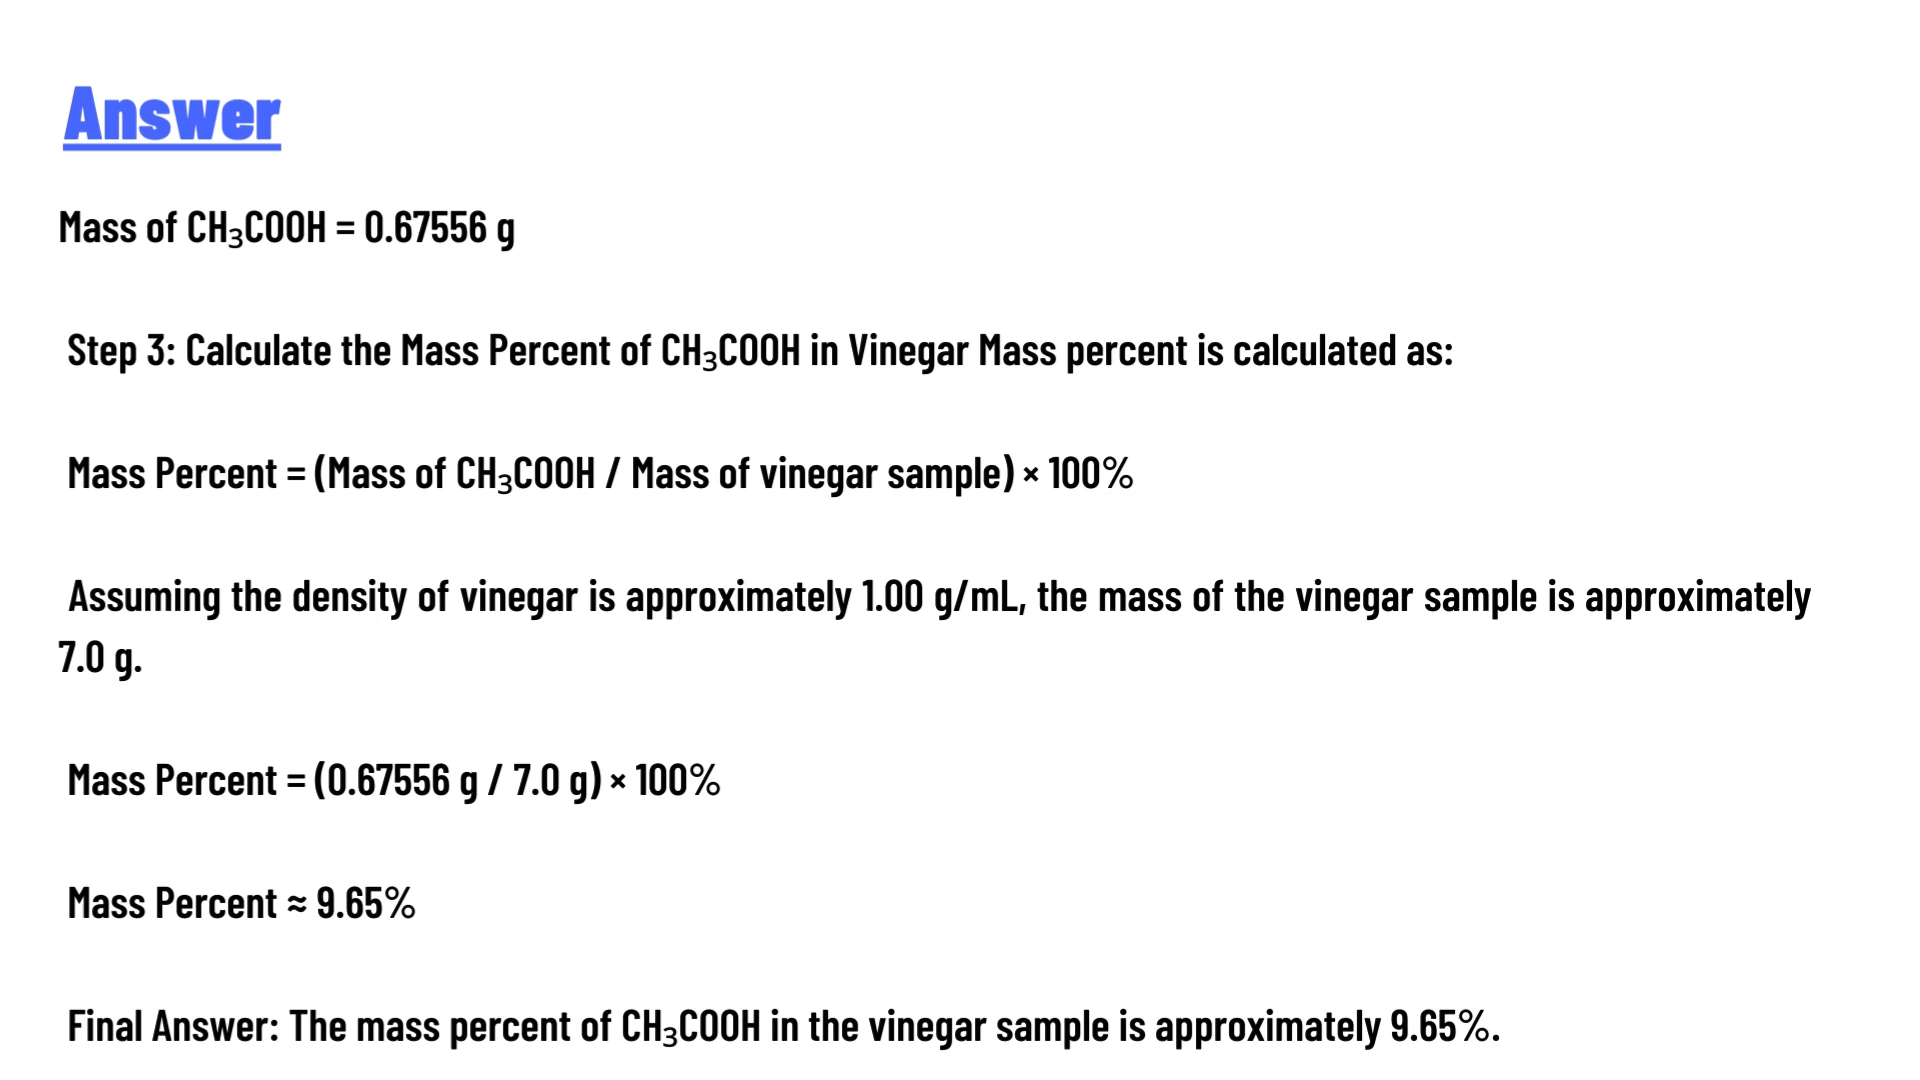 Answer
Mass of CH₃COOH = 0.67556 g
Step 3: Calculate the Mass Percent of CH₃COOH in Vinegar Mass percent is calculated as:
Mass Percent = (Mass of CH₃COOH / Mass of vinegar sample) × 100%
Assuming the density of vinegar is approximately 1.00 g/mL, the mass of the vinegar sample is approximately
7.0 g.
Mass Percent = (0.67556 g / 7.0 g) × 100%
Mass Percent ≈ 9.65%
Final Answer: The mass percent of CH₃COOH in the vinegar sample is approximately 9.65%.